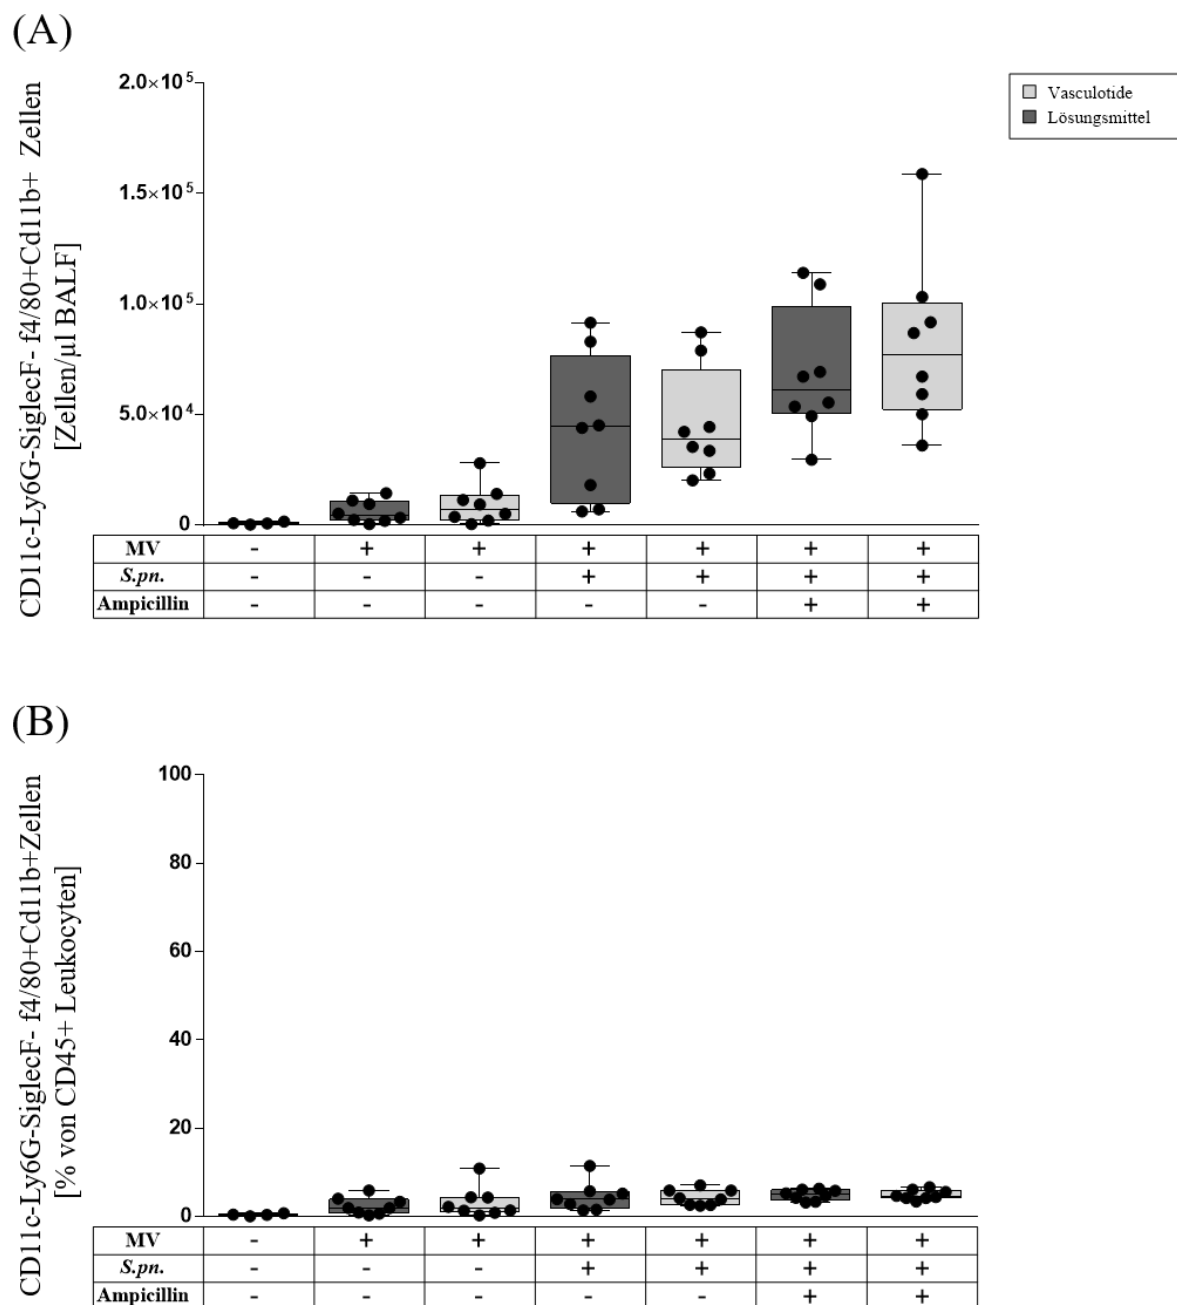 (A)
CD11c-Ly6G-SiglecF- f4/80+Cd11b+ Zellen
[Zellen/µl BALF]
2.0×10⁵
1.5×10⁵
1.0×10⁵
5.0×10⁴
0
Vasculotide
Lösungsmittel
MV - + + + + + +
S.pn. - - - + + + +
Ampicillin - - - - - + +
(B)
CD11c-Ly6G-SiglecF- f4/80+Cd11b+Zellen
[% von CD45+ Leukocyten]
100
80
60
40
20
0
MV - + + + + + +
S.pn. - - - + + + +
Ampicillin - - - - - + +